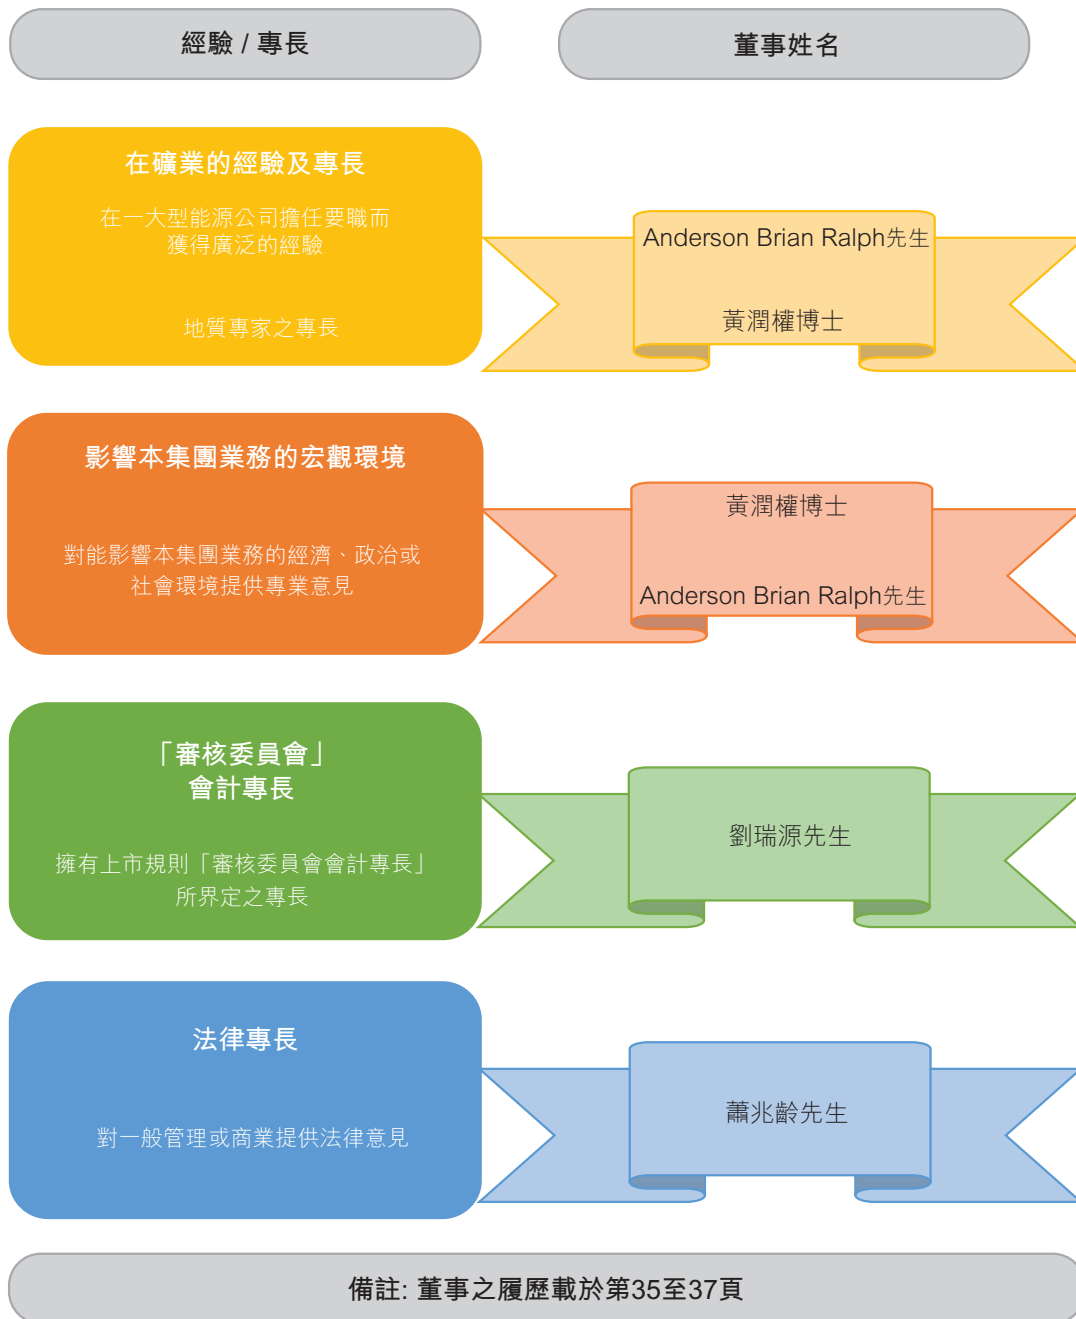 經驗 / 專長
董事姓名
在礦業的經驗及專長
在一大型能源公司擔任要職而
獲得廣泛的經驗
地質專家之專長
Anderson Brian Ralph先生
黃潤權博士
影響本集團業務的宏觀環境
對能影響本集團業務的經濟、政治或
社會環境提供專業意見
黃潤權博士
Anderson Brian Ralph先生
「審核委員會」
會計專長
擁有上市規則「審核委員會會計專長」
所界定之專長
劉瑞源先生
法律專長
對一般管理或商業提供法律意見
蕭兆齡先生
備註: 董事之履歷載於第35至37頁